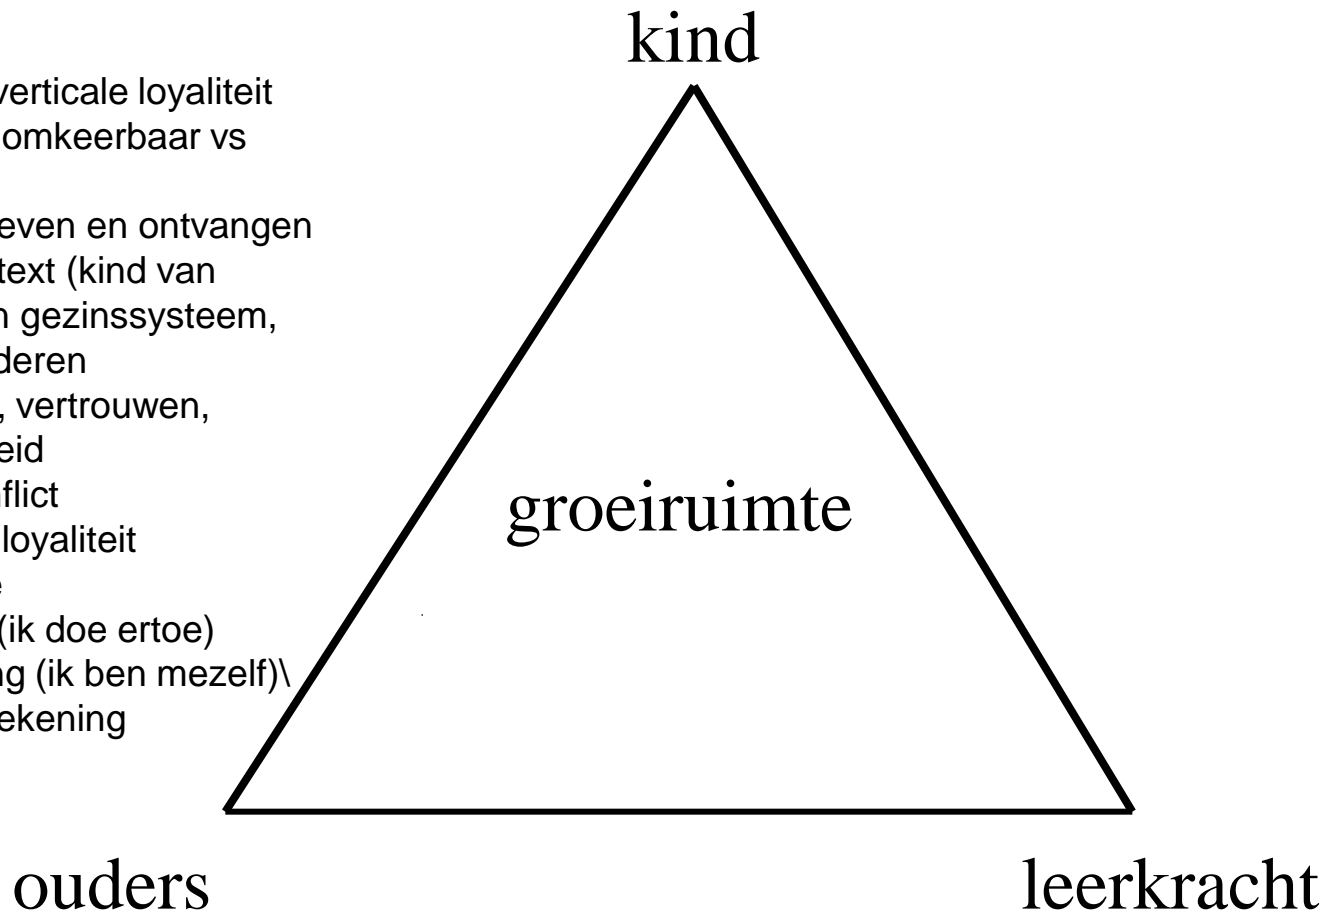 kind
verticale loyaliteit
omkeerbaar vs
even en ontvangen
text (kind van
gezinssysteem,
deren
, vertrouwen,
eid
flict
loyaliteit
e
(ik doe ertoe)
ng (ik ben mezelf)\
ekening
groeiruimte
ouders
leerkracht